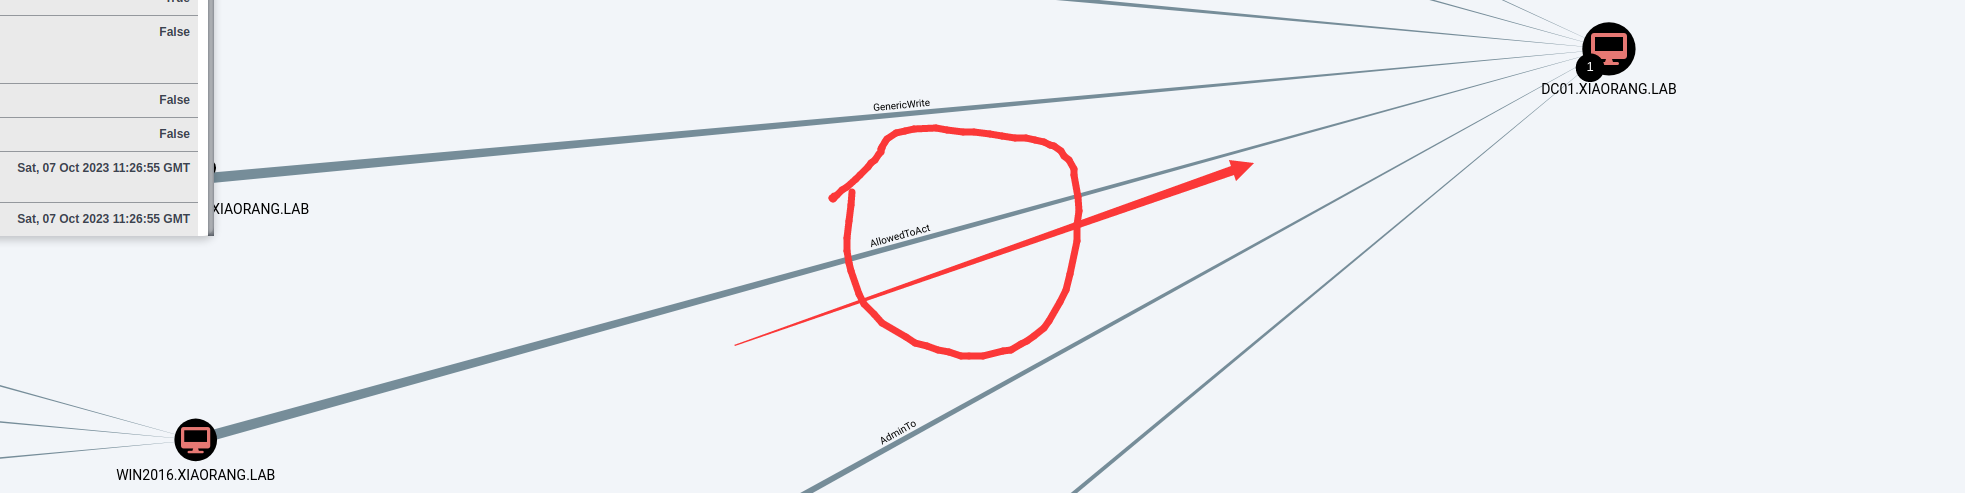 False
False
False
Sat, 07 Oct 2023 11:26:55 GMT
Sat, 07 Oct 2023 11:26:55 GMT
XIAORANG.LAB
GenericWrite
1
DC01.XIAORANG.LAB
AllowedToAct
AdminTo
WIN2016.XIAORANG.LAB